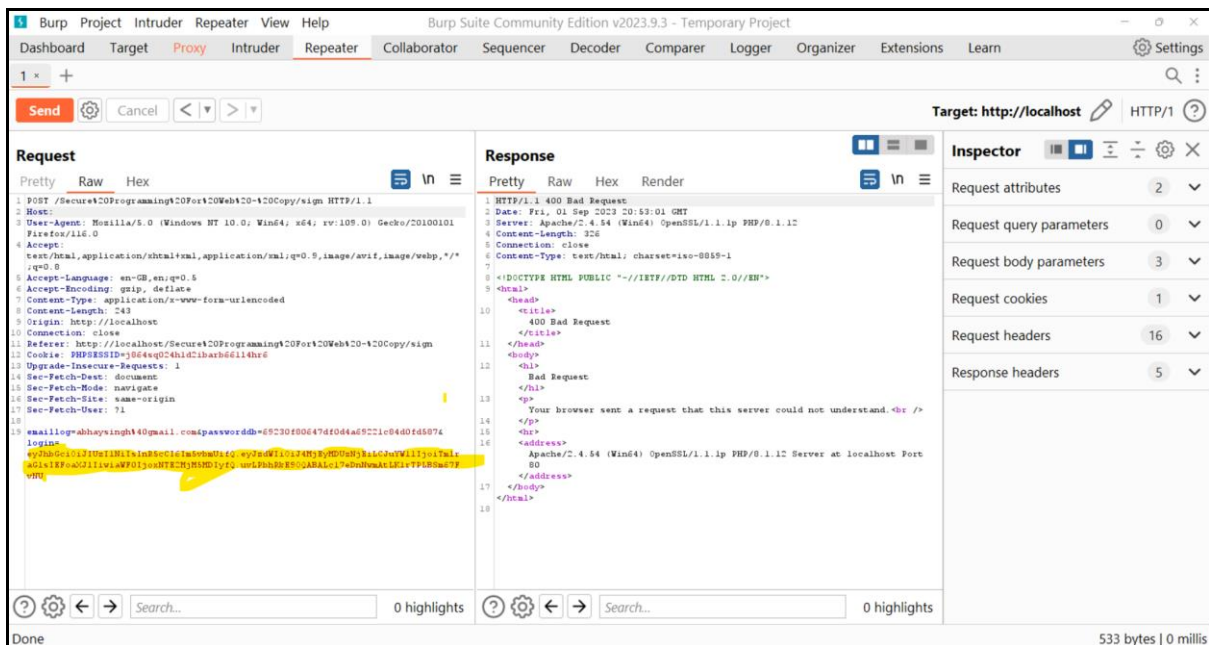 Burp Project Intruder Repeater View Help Burp Suite Community Edition v2023.9.3 - Temporary Project
Dashboard Target Proxy Intruder Repeater Collaborator Sequencer Decoder Comparer Logger Organizer Extensions Learn Settings
1 × +
Send Cancel < > Target: http://localhost HTTP/1
Request
Pretty Raw Hex \n
1 POST /Secure%20Programming%20For%20Web%20-%20Copy/sign HTTP/1.1
2 Host:
3 User-Agent: Mozilla/5.0 (Windows NT 10.0; Win64; x64; rv:109.0) Gecko/20100101
Firefox/116.0
4 Accept:
text/html,application/xhtml+xml,application/xml;q=0.9,image/avif,image/webp,*/*
;q=0.8
5 Accept-Language: en-GB,en;q=0.5
6 Accept-Encoding: gzip, deflate
7 Content-Type: application/x-www-form-urlencoded
8 Content-Length: 243
9 Origin: http://localhost
10 Connection: close
11 Referer: http://localhost/Secure%20Programming%20For%20Web%20-%20Copy/sign
12 Cookie:
13 Upgrade-Insecure-Requests: 1
14 Sec-Fetch-Dest: document
15 Sec-Fetch-Mode: navigate
16 Sec-Fetch-Site: same-origin
17 Sec-Fetch-User: ?1
18
19 emaillog=abhaysingh%40gmail.com&passworddb=
login=
Search... 0 highlights
Response
Pretty Raw Hex Render \n
1 HTTP/1.1 400 Bad Request
2 Date: Fri, 01 Sep 2023 20:53:01 GMT
3 Server: Apache/2.4.54 (Win64) OpenSSL/1.1.1p PHP/8.1.12
4 Content-Length: 326
5 Connection: close
6 Content-Type: text/html; charset=iso-8859-1
7
8 <!DOCTYPE HTML PUBLIC "-//IETF//DTD HTML 2.0//EN">
9 <html>
<head>
10 <title>
400 Bad Request
</title>
11 </head>
<body>
12 <h1>
Bad Request
</h1>
13 <p>
Your browser sent a request that this server could not understand.<br />
14 </p>
15 <hr>
16 <address>
Apache/2.4.54 (Win64) OpenSSL/1.1.1p PHP/8.1.12 Server at localhost Port
80
</address>
17 </body>
</html>
18
Search... 0 highlights
Inspector
Request attributes 2
Request query parameters 0
Request body parameters 3
Request cookies 1
Request headers 16
Response headers 5
Done 533 bytes | 0 millis